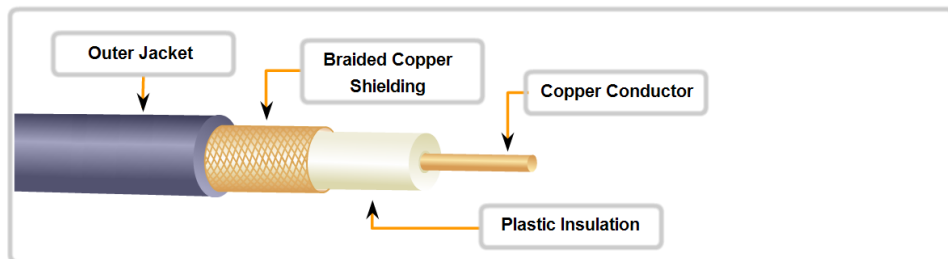 Outer Jacket
Braided Copper
Shielding
Copper Conductor
Plastic Insulation